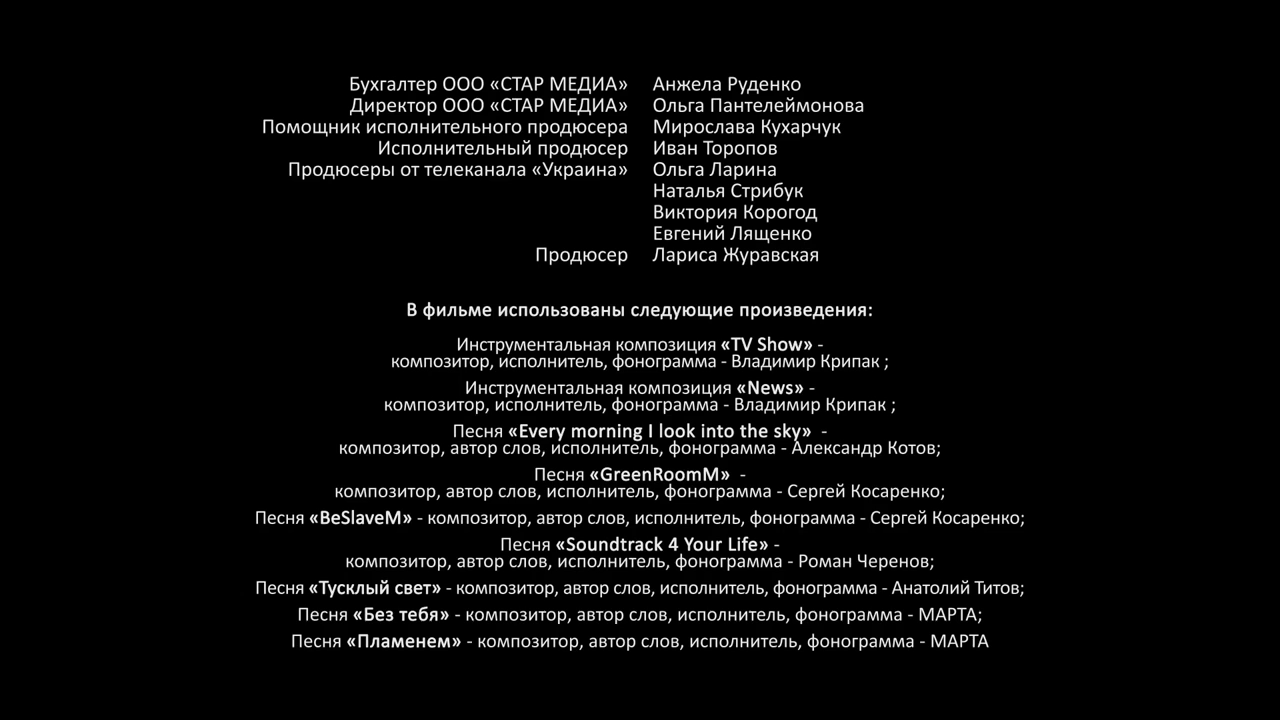 Бухгалтер ООО «СТАР МЕДИА» Анжела Руденко
Директор ООО «СТАР МЕДИА» Ольга Пантелеймонова
Помощник исполнительного продюсера Мирослава Кухарчук
Исполнительный продюсер Иван Торопов
Продюсеры от телеканала «Украина» Ольга Ларина
Наталья Стрибук
Виктория Корогод
Евгений Лященко
Продюсер Лариса Журавская
В фильме использованы следующие произведения:
Инструментальная композиция «TV Show» -
композитор, исполнитель, фонограмма - Владимир Крипак ;
Инструментальная композиция «News» -
композитор, исполнитель, фонограмма - Владимир Крипак ;
Песня «Every morning I look into the sky» -
композитор, автор слов, исполнитель, фонограмма - Александр Котов;
Песня «GreenRoomM» -
композитор, автор слов, исполнитель, фонограмма - Сергей Косаренко;
Песня «BeSlaveM» - композитор, автор слов, исполнитель, фонограмма - Сергей Косаренко;
Песня «Soundtrack 4 Your Life» -
композитор, автор слов, исполнитель, фонограмма - Роман Черенов;
Песня «Тусклый свет» - композитор, автор слов, исполнитель, фонограмма - Анатолий Титов;
Песня «Без тебя» - композитор, автор слов, исполнитель, фонограмма - МАРТА;
Песня «Пламенем» - композитор, автор слов, исполнитель, фонограмма - МАРТА